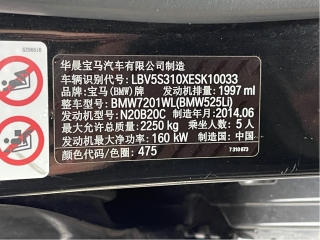 华晨宝马汽车有限公司制造
车辆识别代号: LBV5S310XESK10033
品牌:宝马(BMW)牌 发动机排量:1997 ml
整车型号:BMW7201WL(BMW525Li)
发动机型号:N20B20C 制造年月:2014.06
最大允许总质量:2250 kg 乘坐人数:5人
发动机最大净功率:160 kW 制造国:中国
颜色代码/色圈: 475
7 310 673